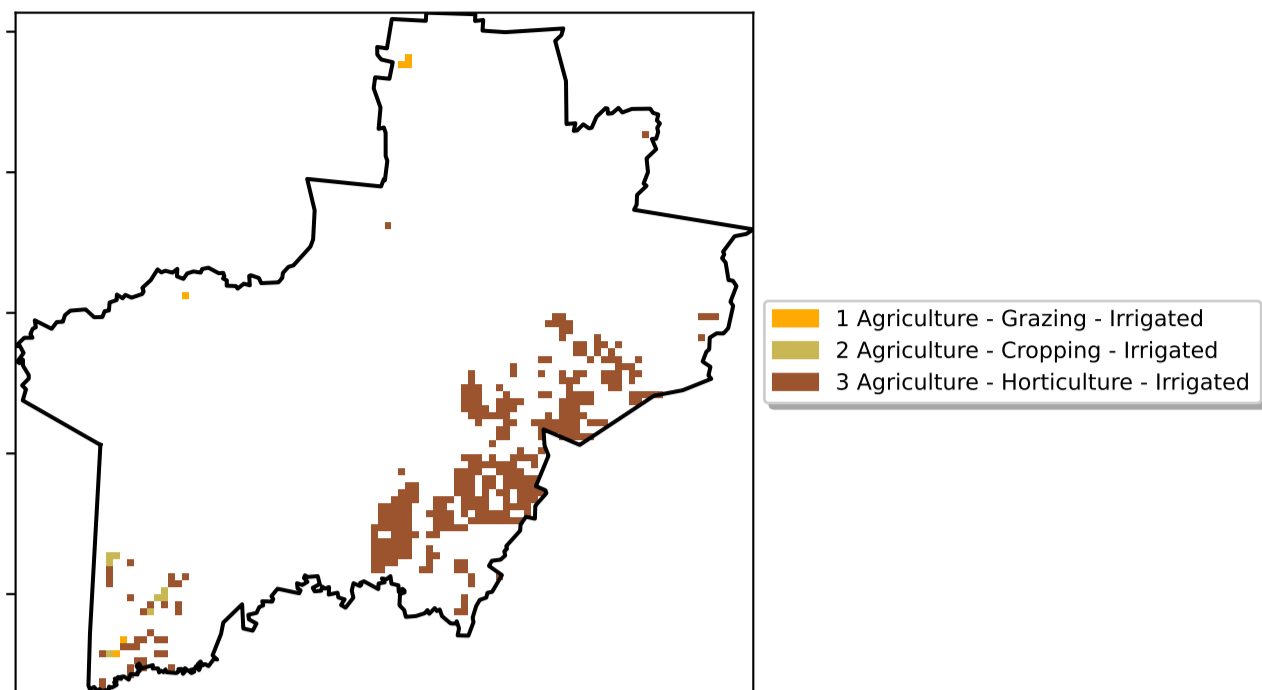 1 Agriculture - Grazing - Irrigated
2 Agriculture - Cropping - Irrigated
3 Agriculture - Horticulture - Irrigated